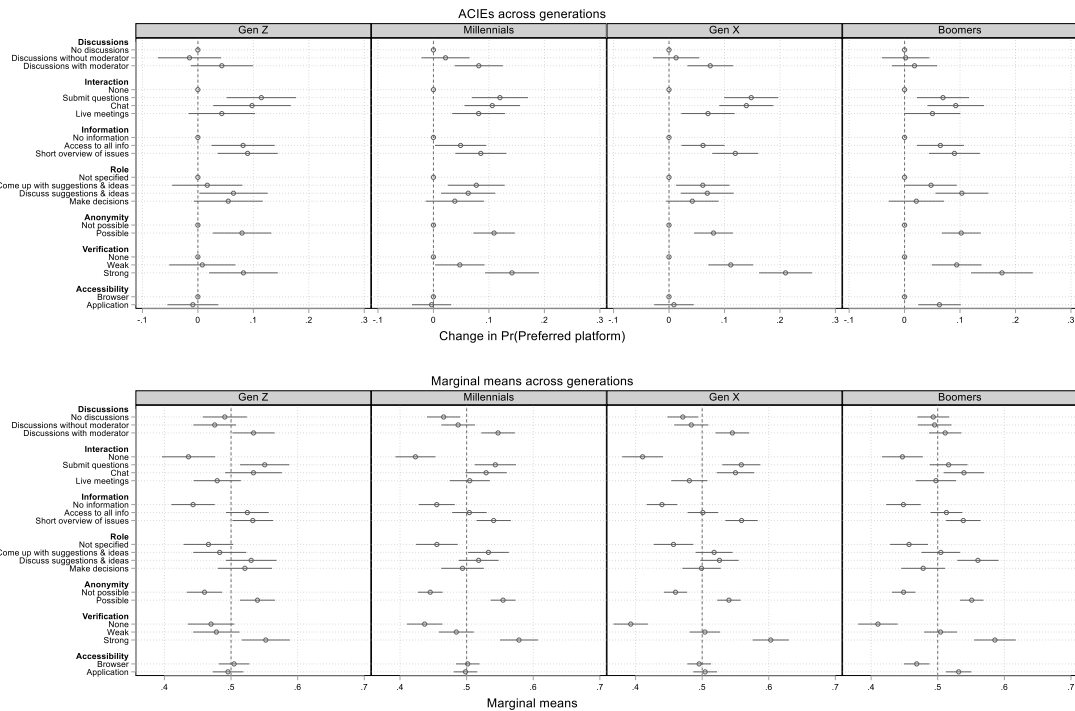 ACIEs across generations
Gen Z Millennials Gen X Boomers
Discussions
No discussions
Discussions without moderator
Discussions with moderator
Interaction
None
Submit questions
Chat
Live meetings
Information
No information
Access to all info
Short overview of issues
Role
Not specified
Come up with suggestions & ideas
Discuss suggestions & ideas
Make decisions
Anonymity
Not possible
Possible
Verification
None
Weak
Strong
Accessibility
Browser
Application
-.1 0 .1 .2 .3 -.1 0 .1 .2 .3 -.1 0 .1 .2 .3 -.1 0 .1 .2 .3
Change in Pr(Preferred platform)
Marginal means across generations
Gen Z Millennials Gen X Boomers
Discussions
No discussions
Discussions without moderator
Discussions with moderator
Interaction
None
Submit questions
Chat
Live meetings
Information
No information
Access to all info
Short overview of issues
Role
Not specified
Come up with suggestions & ideas
Discuss suggestions & ideas
Make decisions
Anonymity
Not possible
Possible
Verification
None
Weak
Strong
Accessibility
Browser
Application
.4 .5 .6 .7 .4 .5 .6 .7 .4 .5 .6 .7 .4 .5 .6 .7
Marginal means